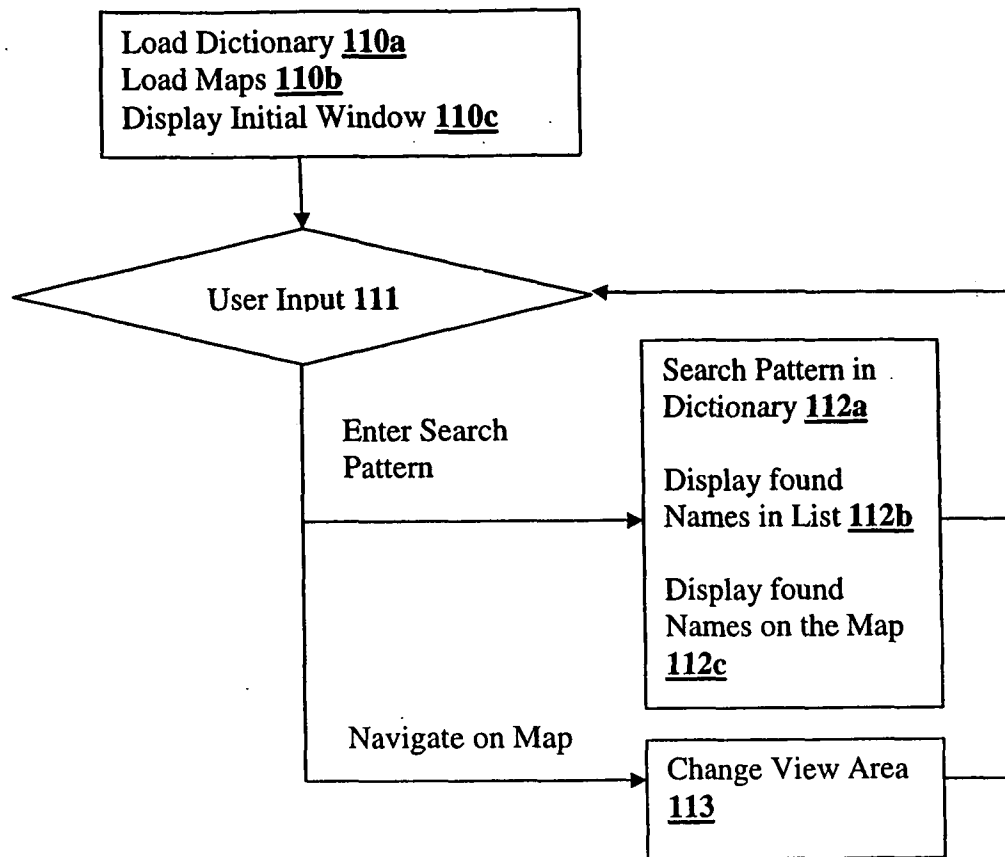 Load Dictionary 110a
Load Maps 110b
Display Initial Window 110c
User Input 111
Enter Search
Pattern
Search Pattern in
Dictionary 112a
Display found
Names in List 112b
Display found
Names on the Map
112c
Navigate on Map
Change View Area
113